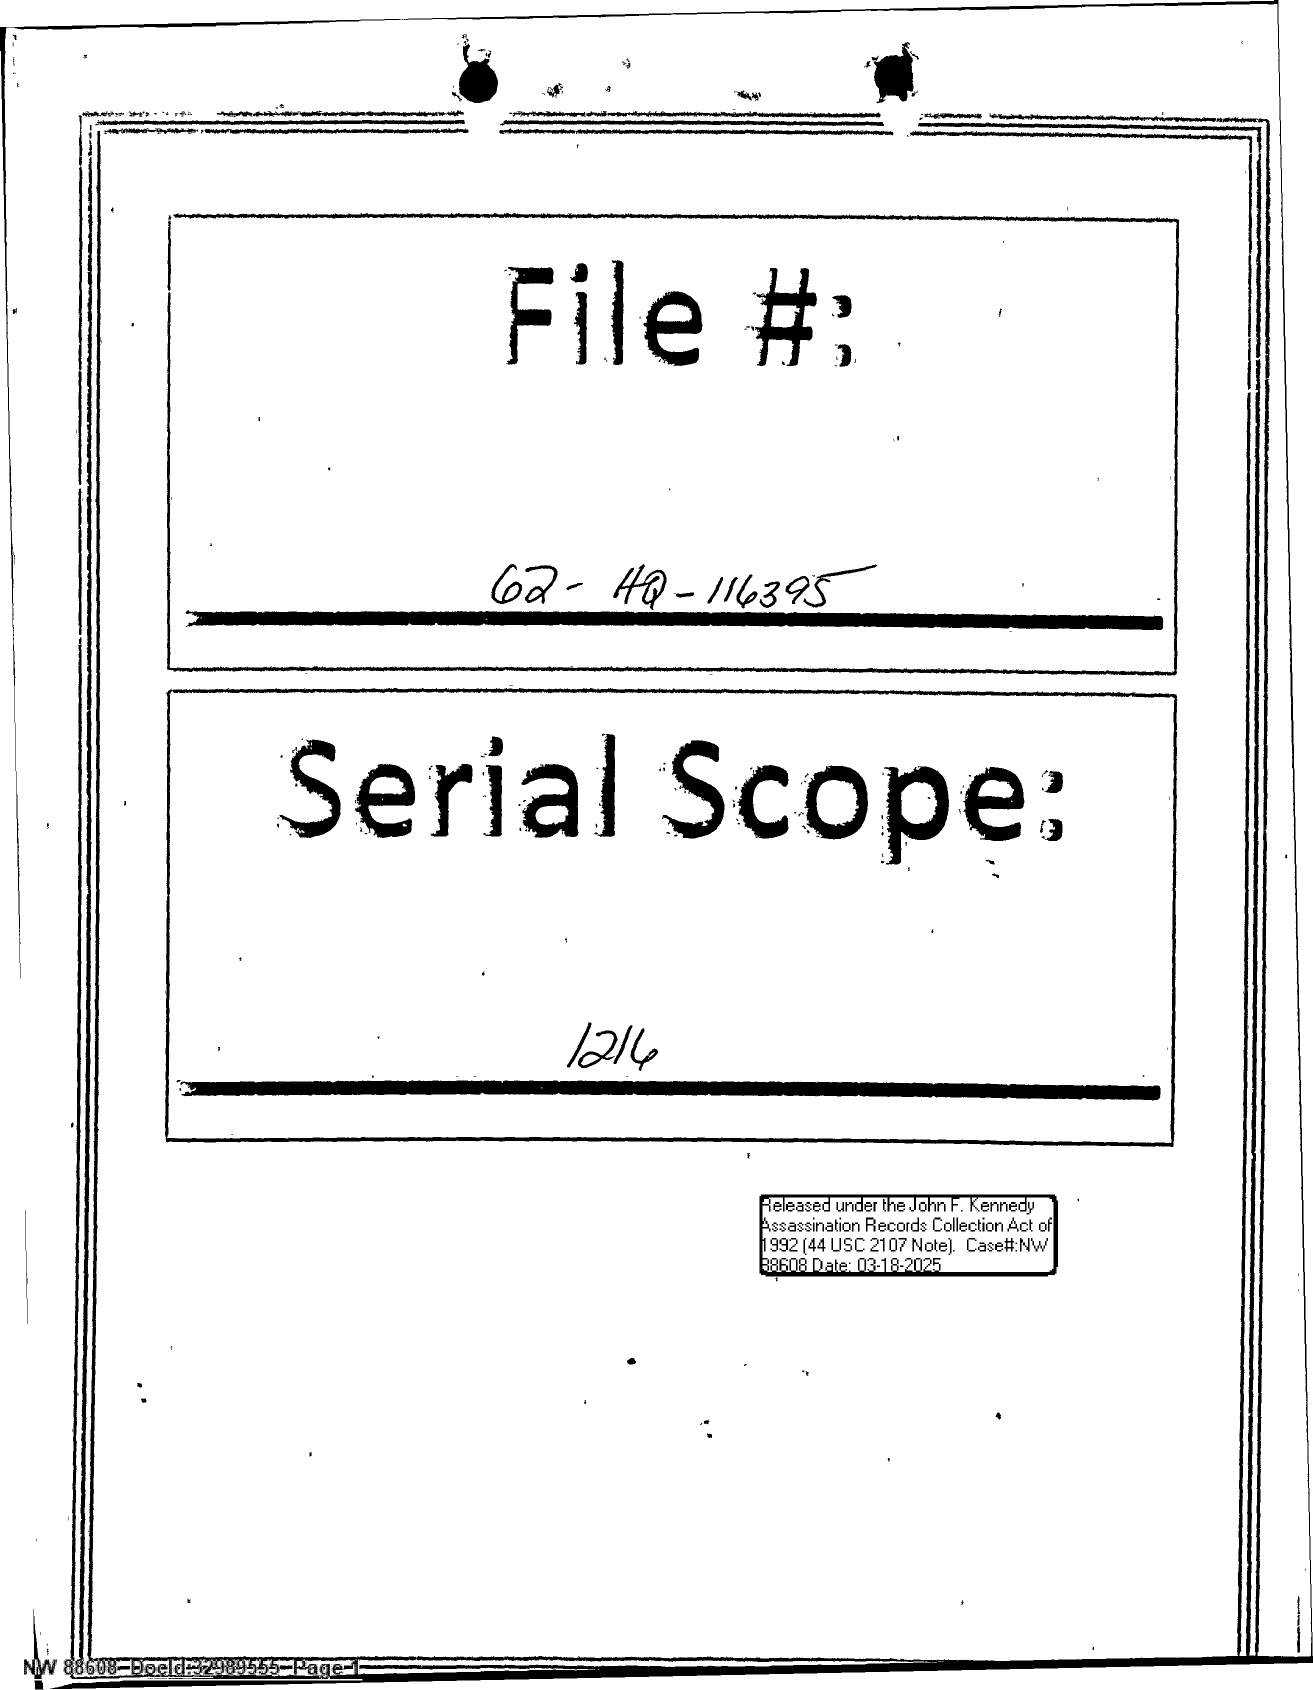 File #:
62- HQ-116395
Serial Scope:
1216
Released under the John F. Kennedy
Assassination Records Collection Act of
1992 (44 USC 2107 Note). Case#:NW
88608 Date: 03-18-2025
NW 88608 DocId:32989555 Page 1